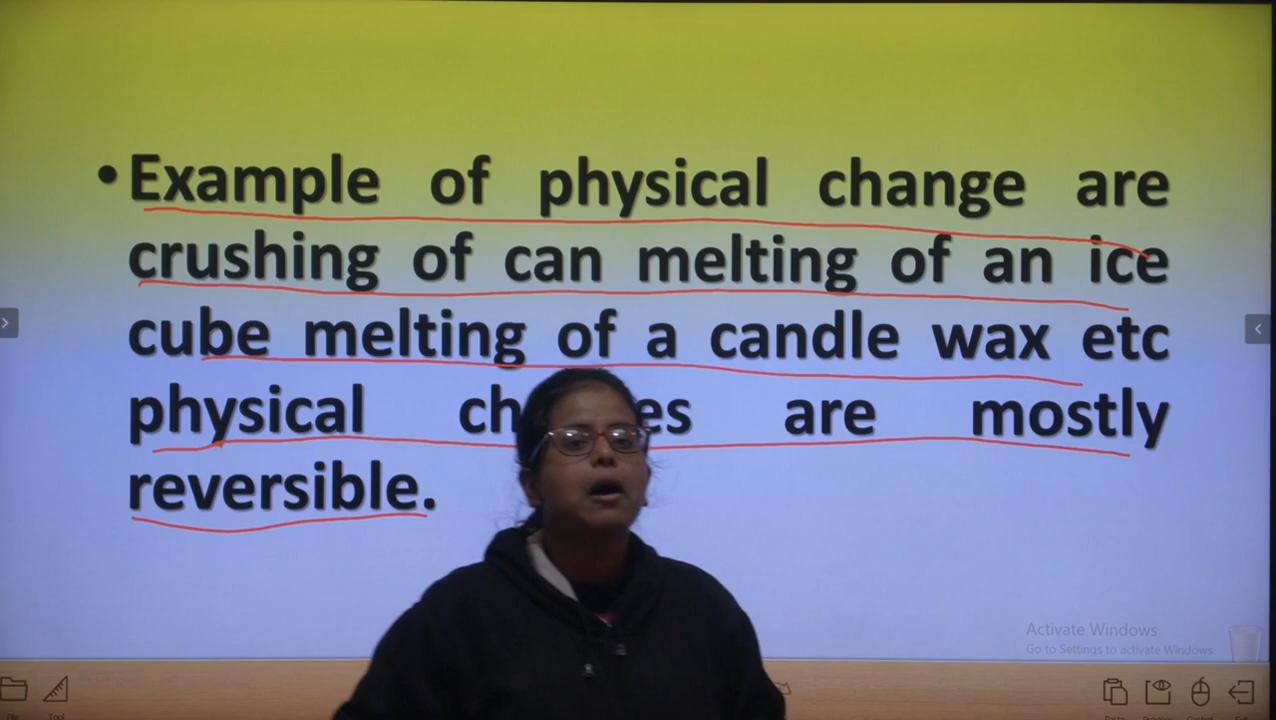 • Example of physical change are
crushing of can melting of an ice
cube melting of a candle wax etc
physical are mostly
reversible.
Activate Windows
Go to Settings to activate Windows.